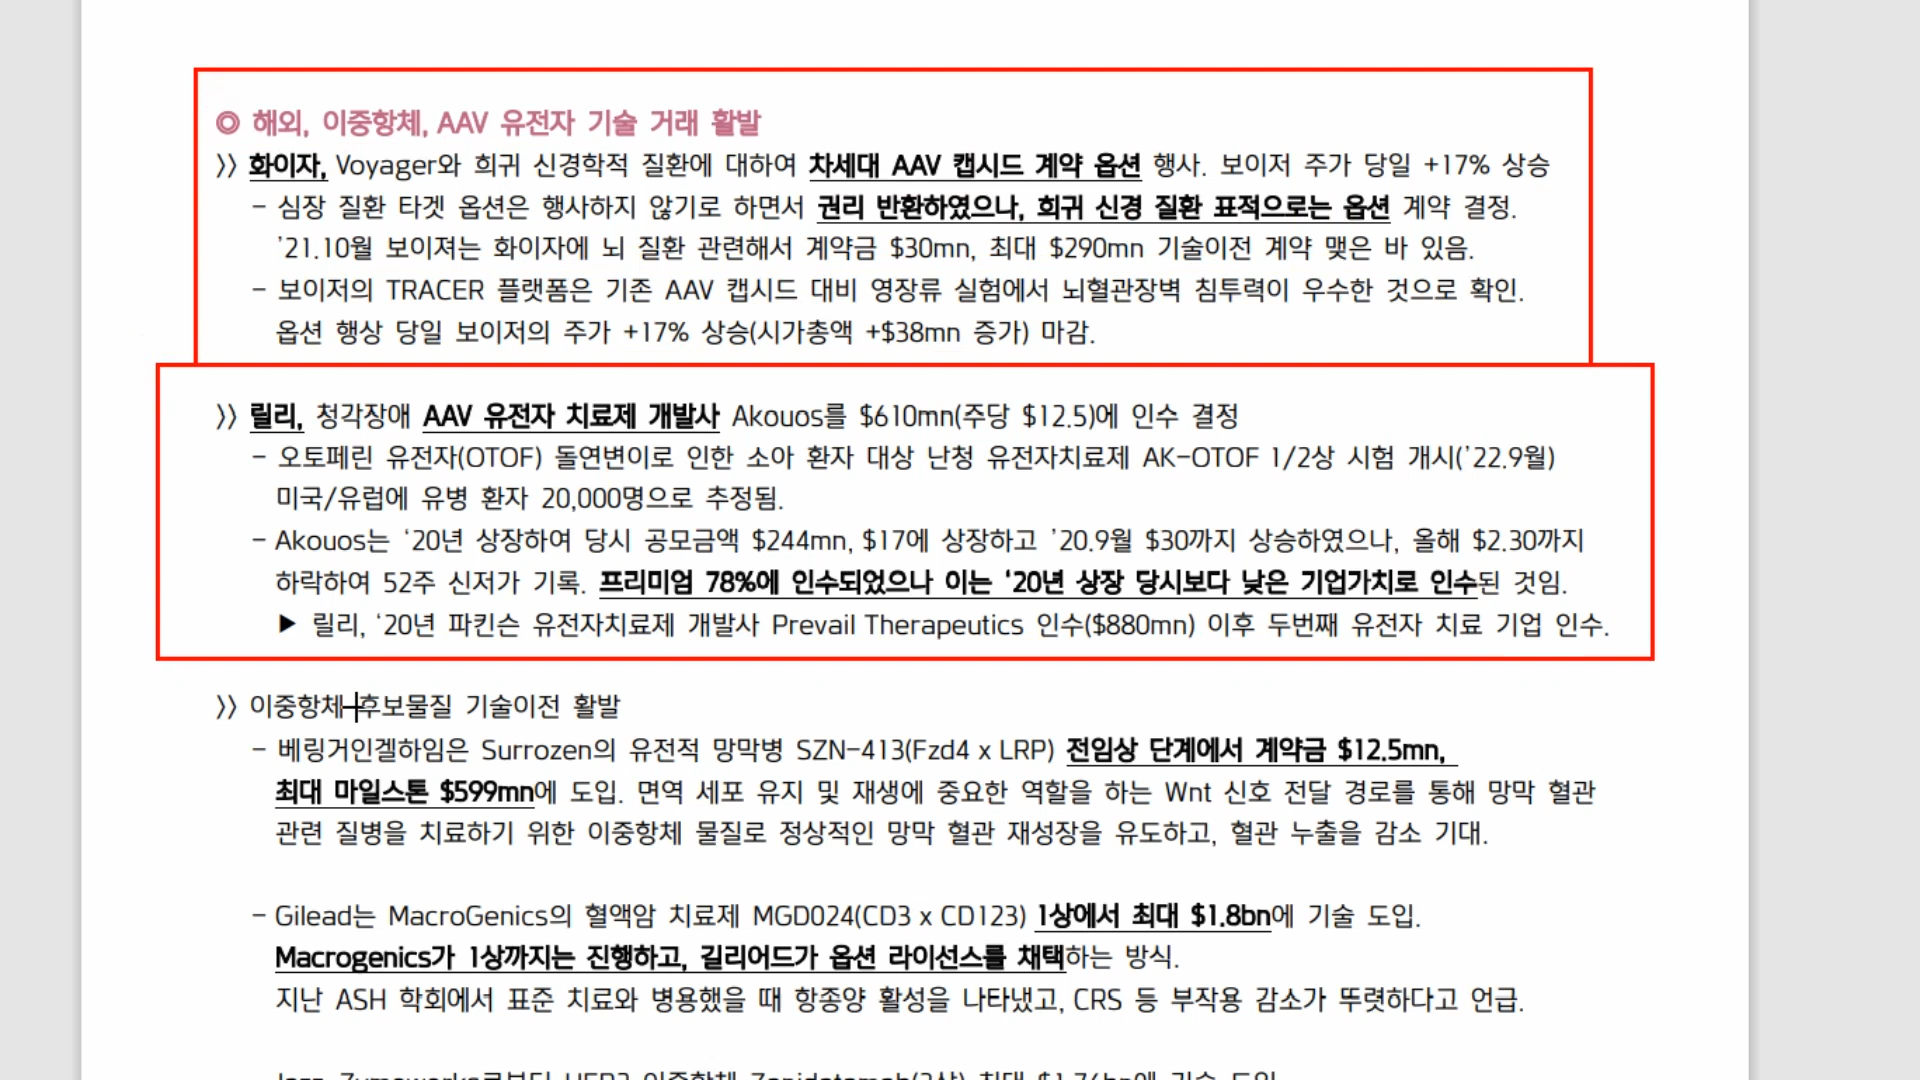 ◎ 해외, 이중항체, AAV 유전자 기술 거래 활발
⟩⟩ 화이자, Voyager와 희귀 신경학적 질환에 대하여 차세대 AAV 캡시드 계약 옵션 행사. 보이저 주가 당일 +17% 상승
– 심장 질환 타겟 옵션은 행사하지 않기로 하면서 권리 반환하였으나, 희귀 신경 질환 표적으로는 옵션 계약 결정.
’21.10월 보이져는 화이자에 뇌 질환 관련해서 계약금 $30mn, 최대 $290mn 기술이전 계약 맺은 바 있음.
– 보이저의 TRACER 플랫폼은 기존 AAV 캡시드 대비 영장류 실험에서 뇌혈관장벽 침투력이 우수한 것으로 확인.
옵션 행상 당일 보이저의 주가 +17% 상승(시가총액 +$38mn 증가) 마감.
⟩⟩ 릴리, 청각장애 AAV 유전자 치료제 개발사 Akouos를 $610mn(주당 $12.5)에 인수 결정
– 오토페린 유전자(OTOF) 돌연변이로 인한 소아 환자 대상 난청 유전자치료제 AK-OTOF 1/2상 시험 개시(’22.9월)
미국/유럽에 유병 환자 20,000명으로 추정됨.
– Akouos는 ‘20년 상장하여 당시 공모금액 $244mn, $17에 상장하고 ’20.9월 $30까지 상승하였으나, 올해 $2.30까지
하락하여 52주 신저가 기록. 프리미엄 78%에 인수되었으나 이는 ‘20년 상장 당시보다 낮은 기업가치로 인수된 것임.
▶ 릴리, ‘20년 파킨슨 유전자치료제 개발사 Prevail Therapeutics 인수($880mn) 이후 두번째 유전자 치료 기업 인수.
⟩⟩ 이중항체 후보물질 기술이전 활발
– 베링거인겔하임은 Surrozen의 유전적 망막병 SZN-413(Fzd4 x LRP) 전임상 단계에서 계약금 $12.5mn,
최대 마일스톤 $599mn에 도입. 면역 세포 유지 및 재생에 중요한 역할을 하는 Wnt 신호 전달 경로를 통해 망막 혈관
관련 질병을 치료하기 위한 이중항체 물질로 정상적인 망막 혈관 재성장을 유도하고, 혈관 누출을 감소 기대.
– Gilead는 MacroGenics의 혈액암 치료제 MGD024(CD3 x CD123) 1상에서 최대 $1.8bn에 기술 도입.
Macrogenics가 1상까지는 진행하고, 길리어드가 옵션 라이선스를 채택하는 방식.
지난 ASH 학회에서 표준 치료와 병용했을 때 항종양 활성을 나타냈고, CRS 등 부작용 감소가 뚜렷하다고 언급.